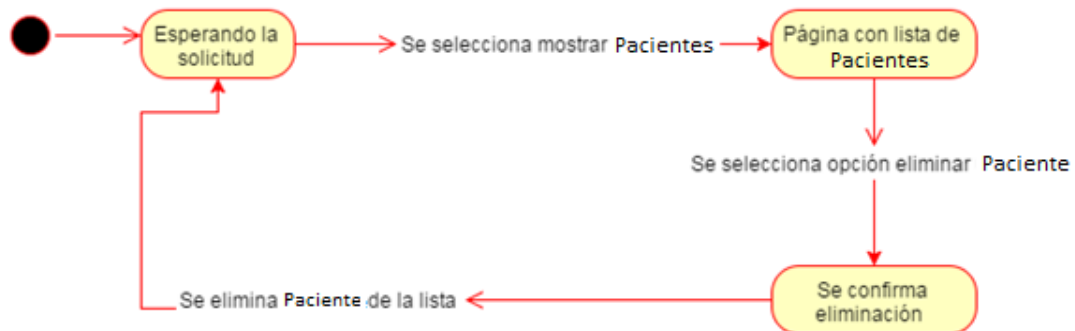 Esperando la
solicitud
Se selecciona mostrar Pacientes
Página con lista de
Pacientes
Se selecciona opción eliminar Paciente
Se confirma
eliminación
Se elimina Paciente de la lista